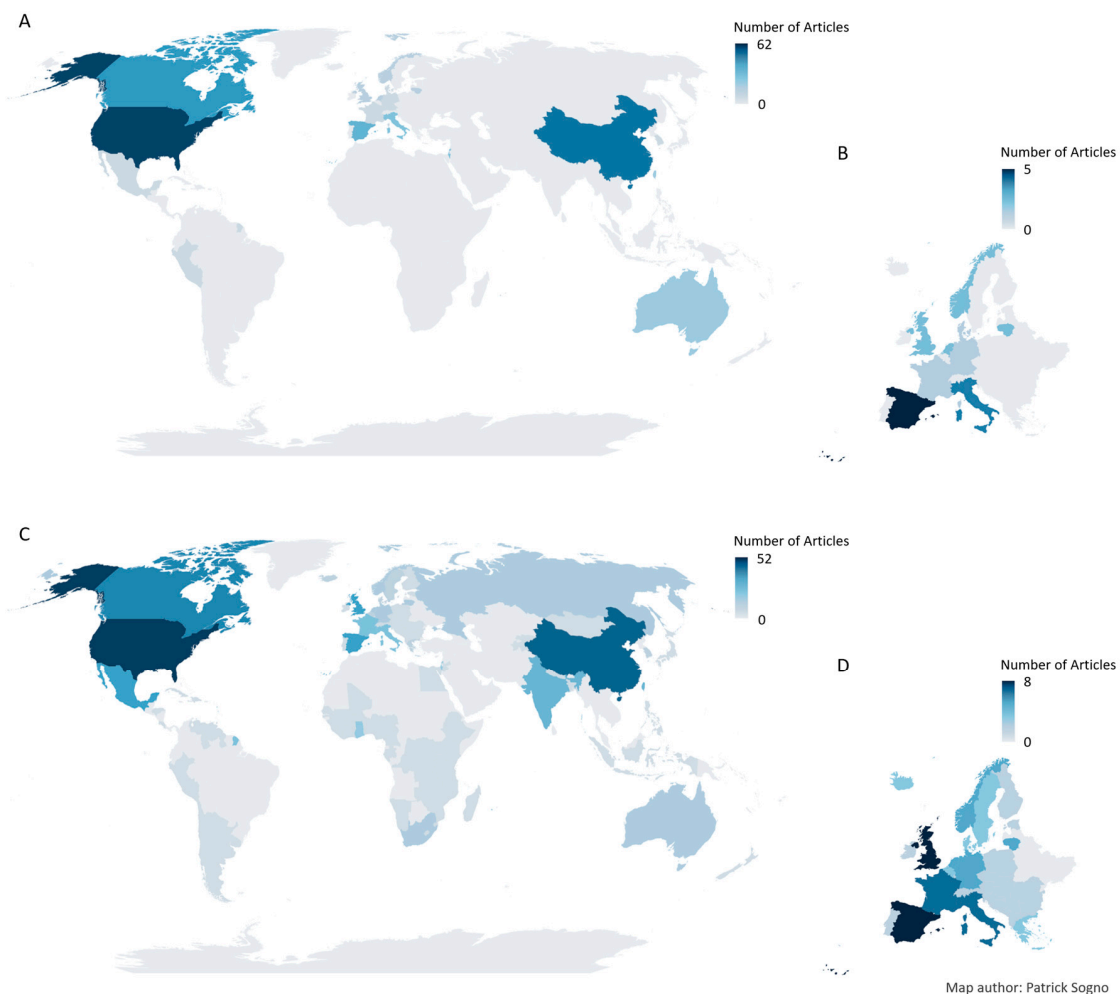 A
Number of Articles
62
0
B
Number of Articles
5
0
C
Number of Articles
52
0
D
Number of Articles
8
0
Map author: Patrick Sogno